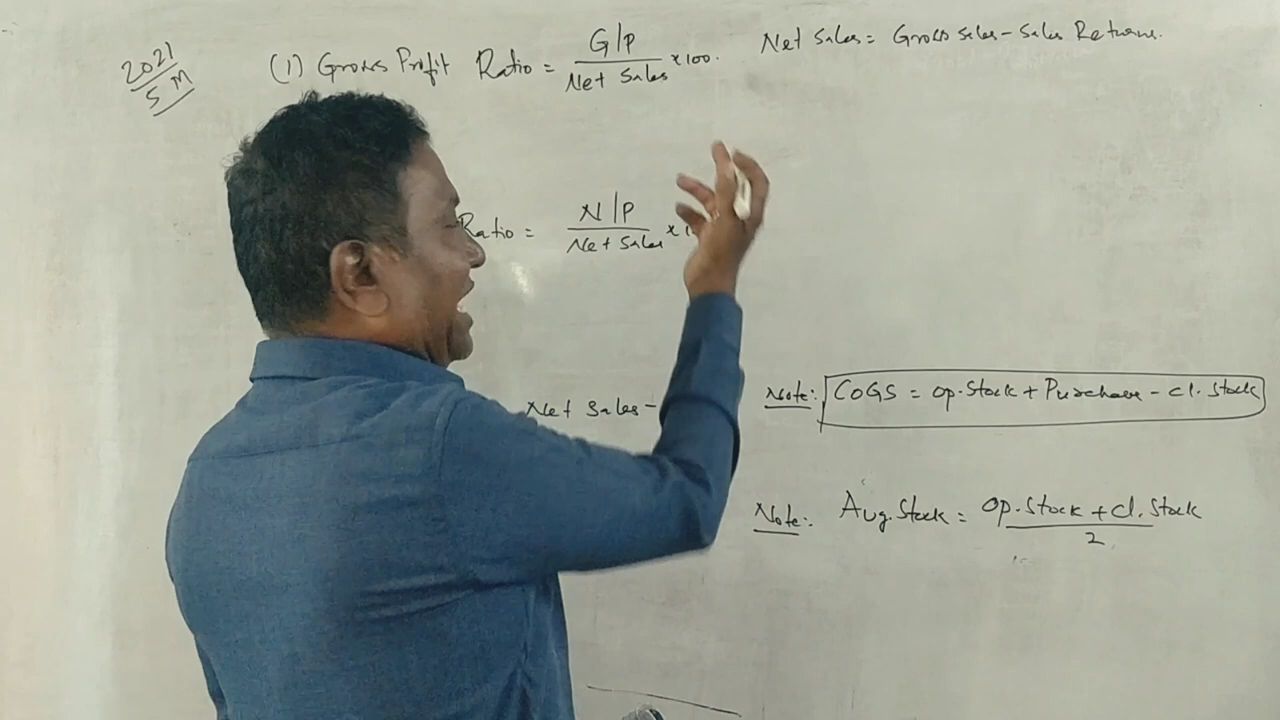 2021
5 M
(1) Gross Profit Ratio = G/P / Net Sales × 100. Net Sales = Gross Sales - Sales Returns.
Ratio = N/P / Net Sales ×
Net Sales -
Note: COGS = Op. Stock + Purchases - Cl. Stock
Note: Avg. Stock = Op. Stock + Cl. Stock / 2